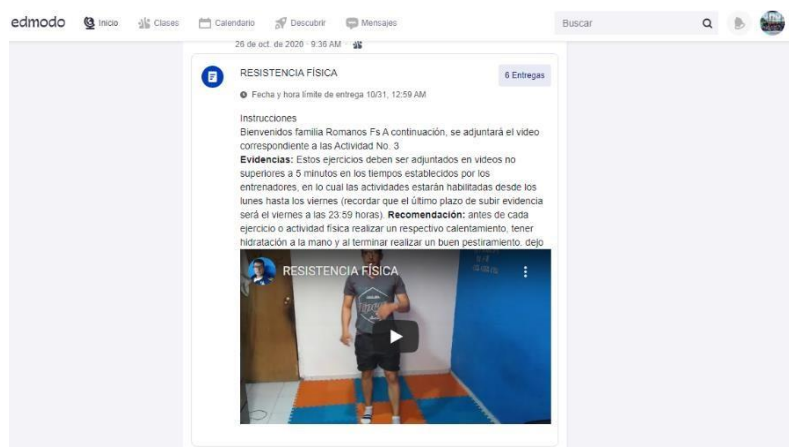 edmodo Inicio Clases Calendario Descubrir Mensajes Buscar
26 de oct. de 2020 · 9:36 AM ·
RESISTENCIA FÍSICA
6 Entregas
Fecha y hora límite de entrega 10/31, 12:59 AM
Instrucciones
Bienvenidos familia Romanos Fs A continuación, se adjuntará el video
correspondiente a las Actividad No. 3
Evidencias: Estos ejercicios deben ser adjuntados en videos no
superiores a 5 minutos en los tiempos establecidos por los
entrenadores, en lo cual las actividades estarán habilitadas desde los
lunes hasta los viernes (recordar que el último plazo de subir evidencia
será el viernes a las 23:59 horas). Recomendación: antes de cada
ejercicio o actividad física realizar un respectivo calentamiento, tener
hidratación a la mano y al terminar realizar un buen pestiramiento. dejo
RESISTENCIA FÍSICA